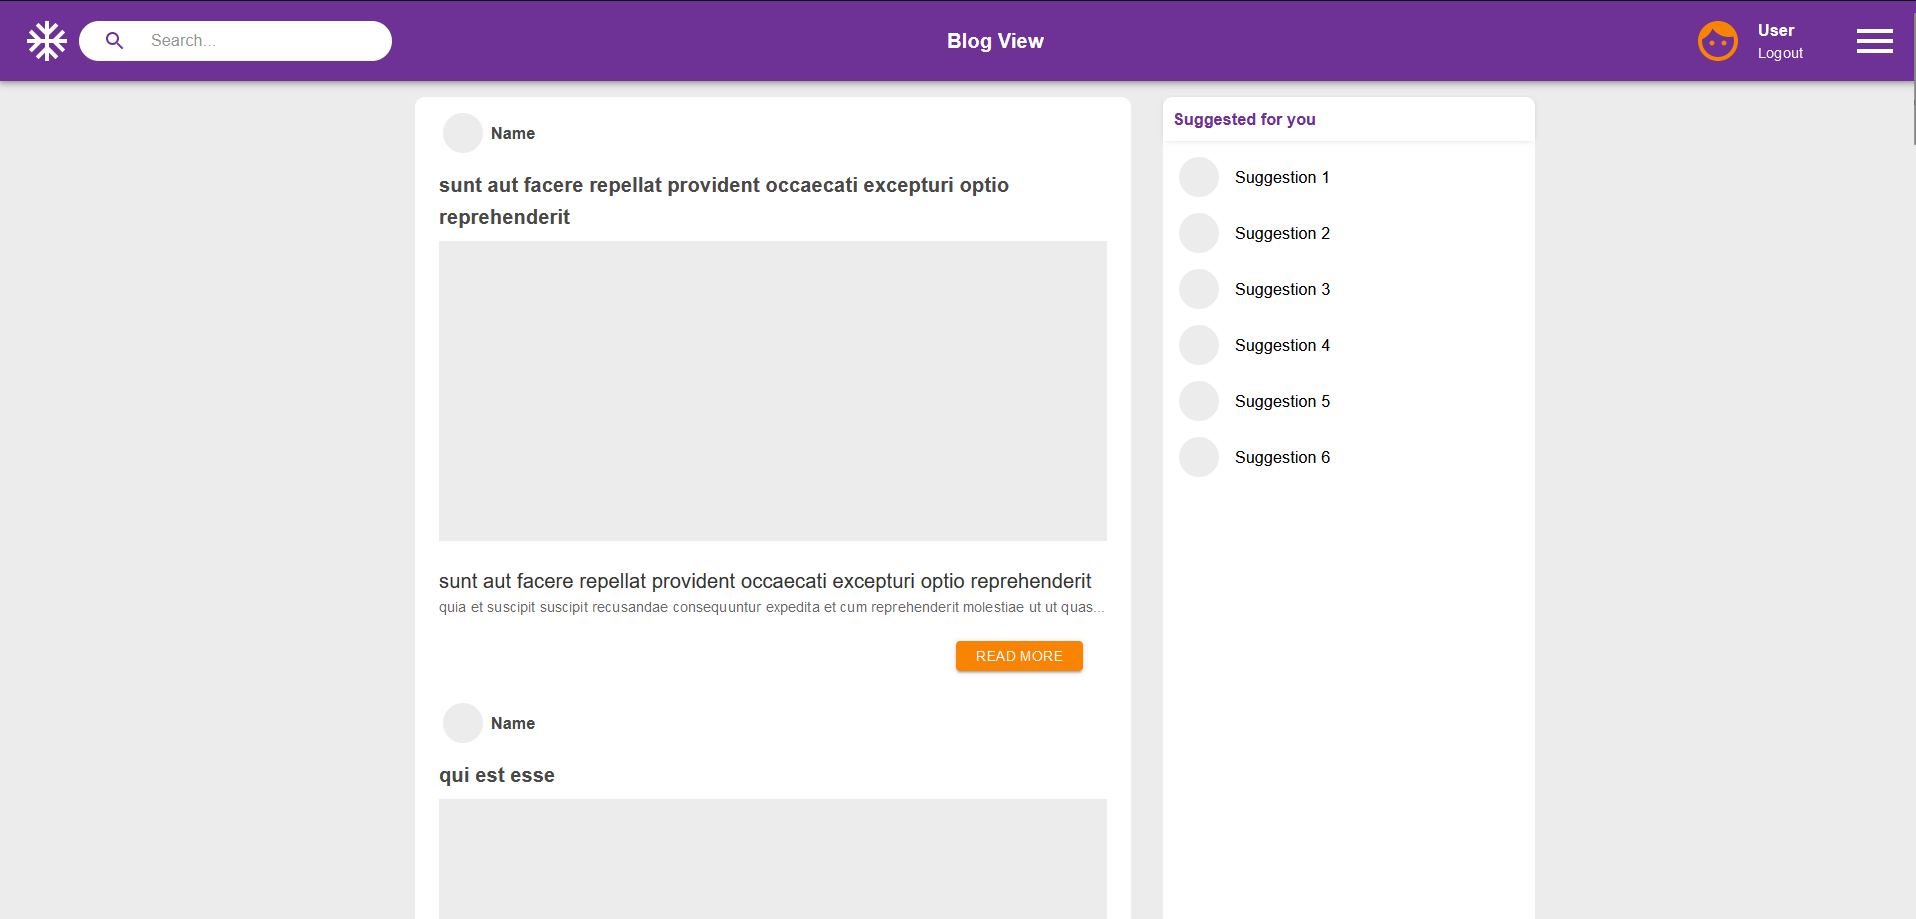 Search...
Blog View
User
Logout
Name
sunt aut facere repellat provident occaecati excepturi optio
reprehenderit
sunt aut facere repellat provident occaecati excepturi optio reprehenderit
quia et suscipit suscipit recusandae consequuntur expedita et cum reprehenderit molestiae ut ut quas...
READ MORE
Name
qui est esse
Suggested for you
Suggestion 1
Suggestion 2
Suggestion 3
Suggestion 4
Suggestion 5
Suggestion 6